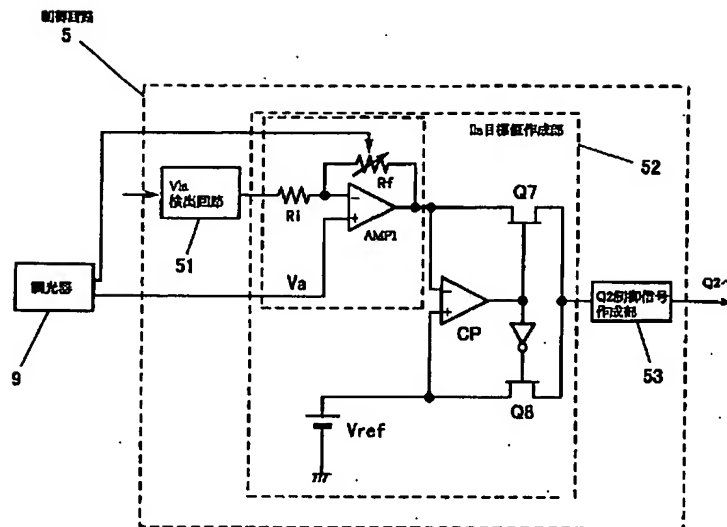 制御回路
5
Ila目標値作成部
52
Vla
検出回路
51
Ri
Rf
AMP1
Va
調光器
9
CP
Q7
Q8
Vref
Q2制御信号
作成部
53
Q2へ